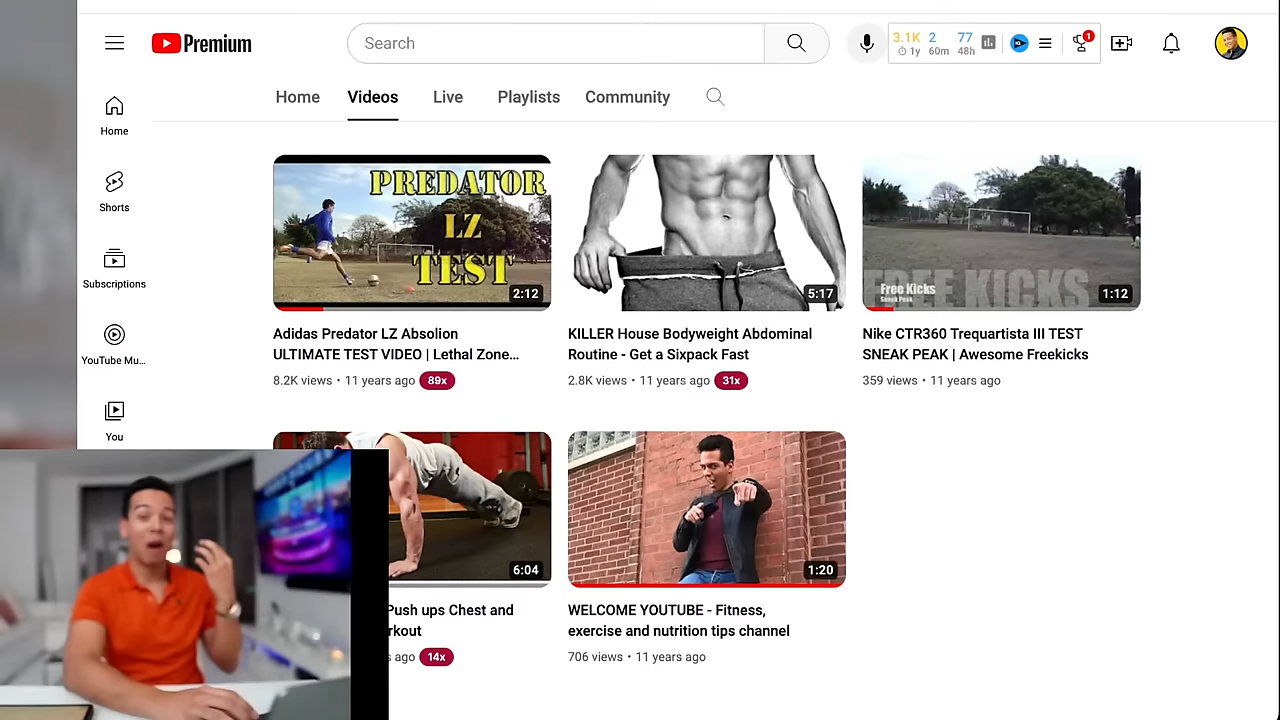 Premium
Search
3.1K 2 77
1y 60m 48h
1
Home Videos Live Playlists Community
Home
Shorts
Subscriptions
YouTube Mu...
You
PREDATOR
LZ
TEST
2:12
Adidas Predator LZ Absolion
ULTIMATE TEST VIDEO | Lethal Zone...
8.2K views • 11 years ago 89x
5:17
KILLER House Bodyweight Abdominal
Routine - Get a Sixpack Fast
2.8K views • 11 years ago 31x
FREE KICKS
Free Kicks
Sneak Peak
1:12
Nike CTR360 Trequartista III TEST
SNEAK PEAK | Awesome Freekicks
359 views • 11 years ago
6:04
Push ups Chest and
rkout
ago 14x
1:20
WELCOME YOUTUBE - Fitness,
exercise and nutrition tips channel
706 views • 11 years ago